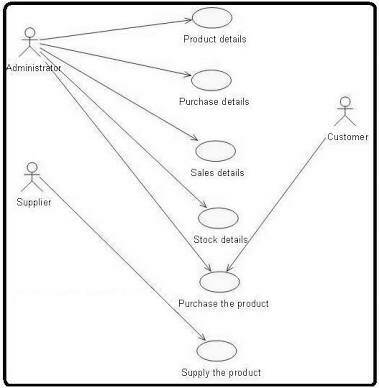 Product details
Administrator
Purchase details
Customer
Sales details
Supplier
Stock details
Purchase the product
Supply the product